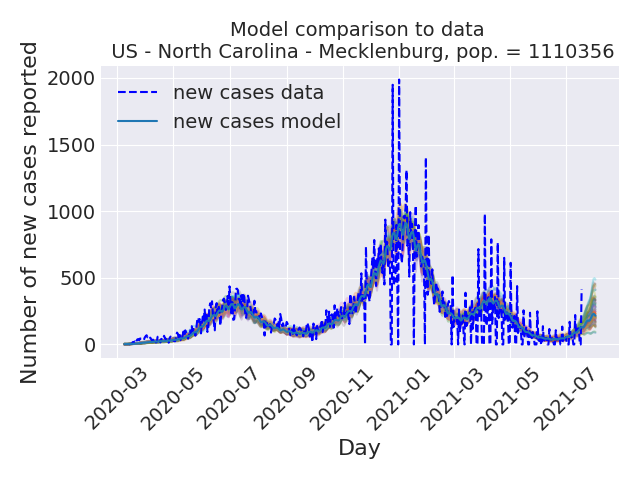 Model comparison to data
US - North Carolina - Mecklenburg, pop. = 1110356
Number of new cases reported
2000
1500
1000
500
0
new cases data
new cases model
2020-03
2020-05
2020-07
2020-09
2020-11
2021-01
2021-03
2021-05
2021-07
Day